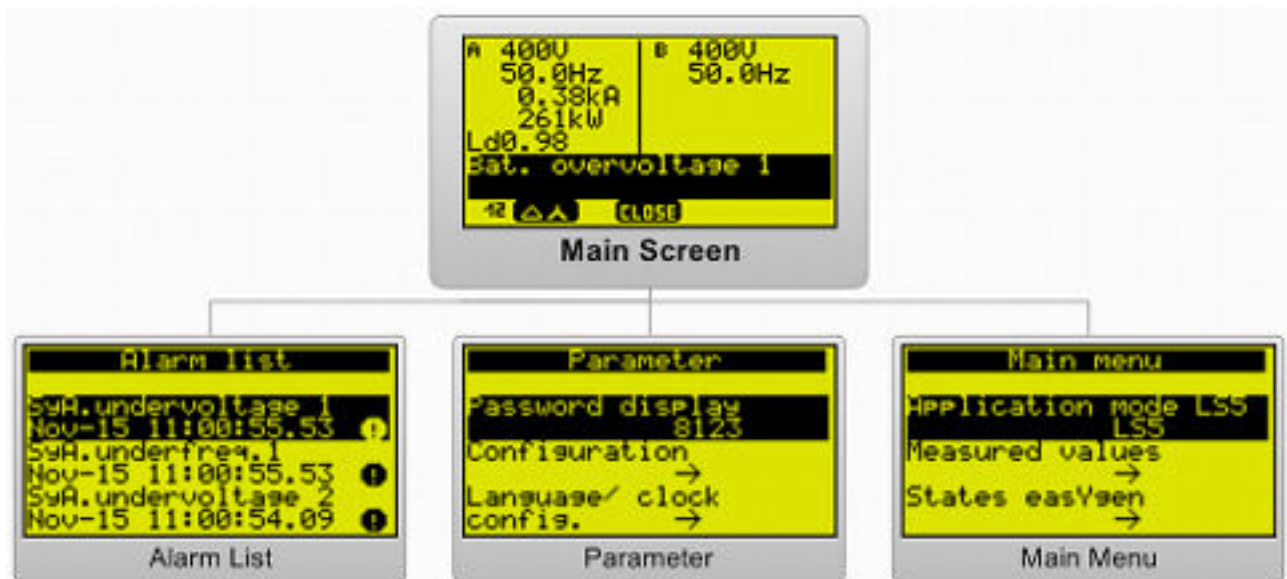 A 400V B 400V
50.0Hz 50.0Hz
0.38kA
261kW
Ld0.98
Bat. overvoltage 1
CLOSE
Main Screen
Alarm list
SyA.undervoltage 1
Nov-15 11:00:55.53
SyA.underfreq.1
Nov-15 11:00:55.53
SyA.undervoltage 2
Nov-15 11:00:54.09
Alarm List
Parameter
Password display
8123
Configuration
→
Language/ clock
config. →
Parameter
Main menu
Application mode LS5
LS5
Measured values
→
States easYgen
→
Main Menu